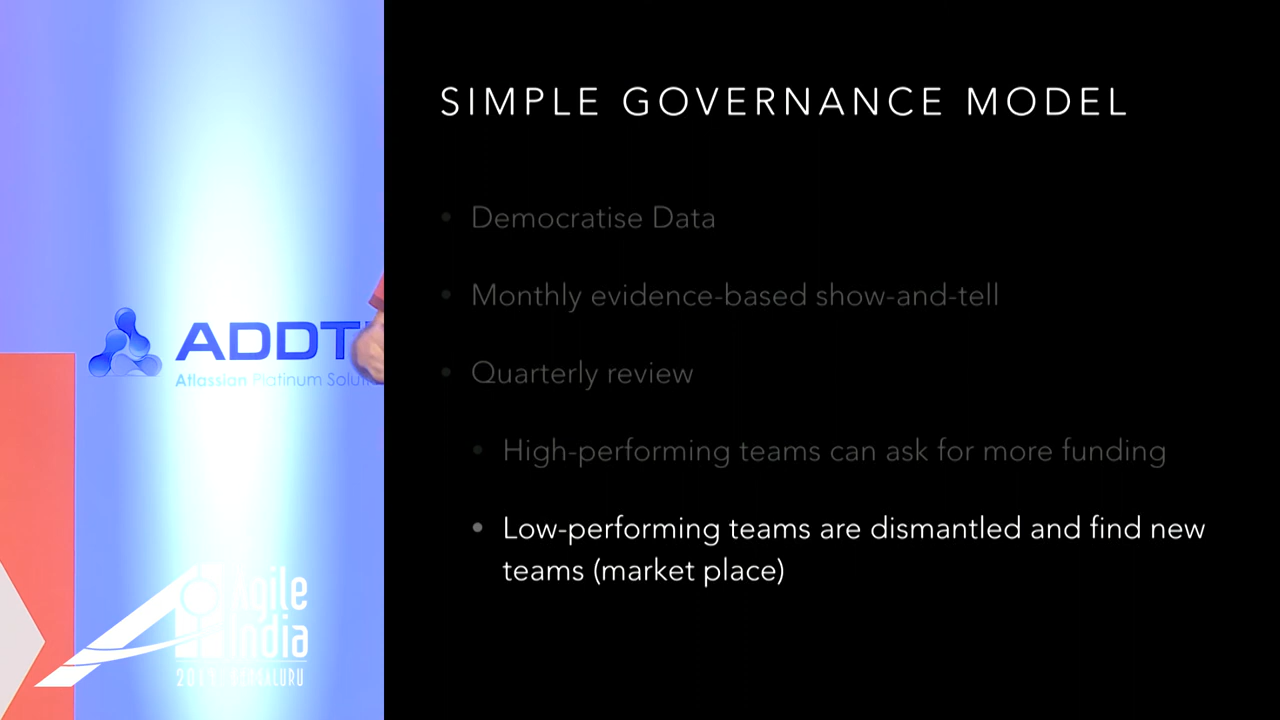 SIMPLE GOVERNANCE MODEL
• Democratise Data
• Monthly evidence-based show-and-tell
• Quarterly review
• High-performing teams can ask for more funding
• Low-performing teams are dismantled and find new
teams (market place)
ADDT
Atlassian Platinum
Agile
India
BENGALURU